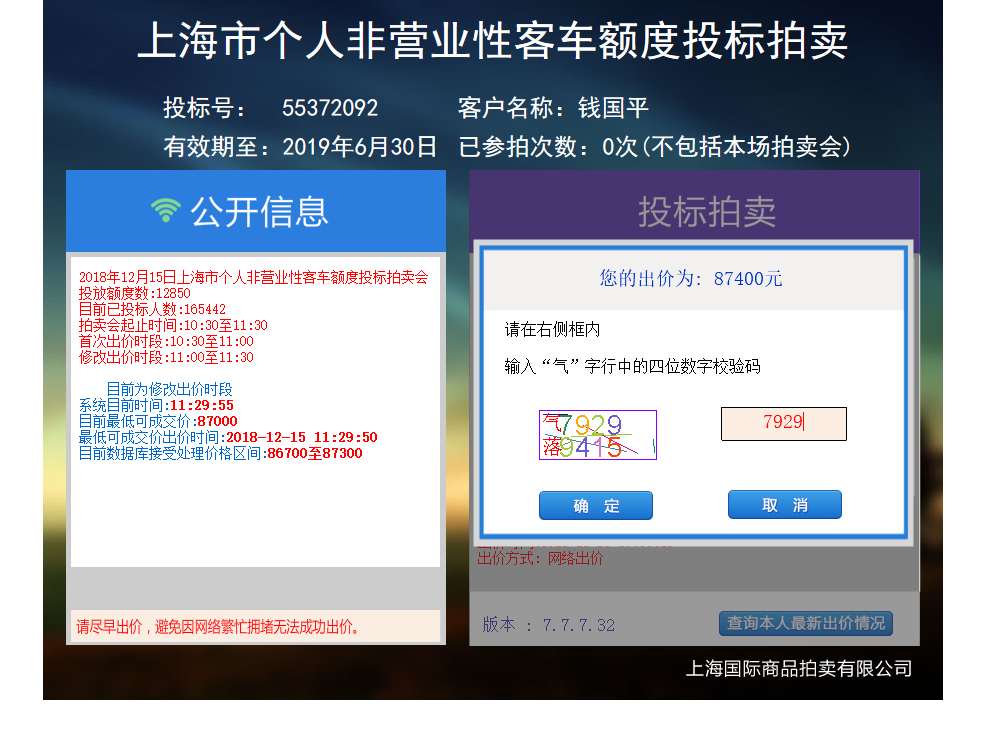 上海市个人非营业性客车额度投标拍卖
投标号： 55372092 客户名称：钱国平
有效期至：2019年6月30日 已参拍次数：0次(不包括本场拍卖会)
公开信息
2018年12月15日上海市个人非营业性客车额度投标拍卖会
投放额度数:12850
目前已投标人数:165442
拍卖会起止时间:10:30至11:30
首次出价时段:10:30至11:00
修改出价时段:11:00至11:30
目前为修改出价时段
系统目前时间:11:29:55
目前最低可成交价:87000
最低可成交价出价时间:2018-12-15 11:29:50
目前数据库接受处理价格区间:86700至87300
请尽早出价，避免因网络繁忙拥堵无法成功出价。
投标拍卖
您的出价为: 87400元
请在右侧框内
输入“气”字行中的四位数字校验码
气7929
落9415
7929
确 定
取 消
出价方式: 网络出价
版本 : 7.7.7.32
查询本人最新出价情况
上海国际商品拍卖有限公司